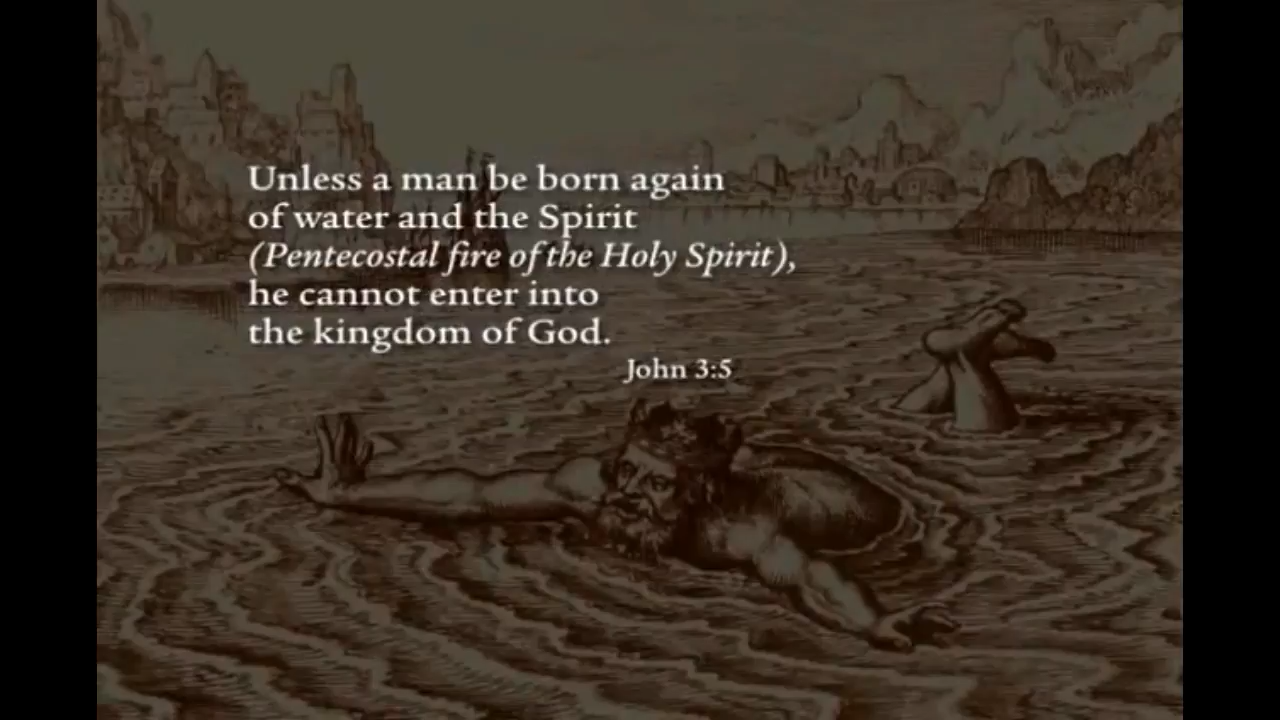 Unless a man be born again
of water and the Spirit
(Pentecostal fire of the Holy Spirit),
he cannot enter into
the kingdom of God.
John 3:5